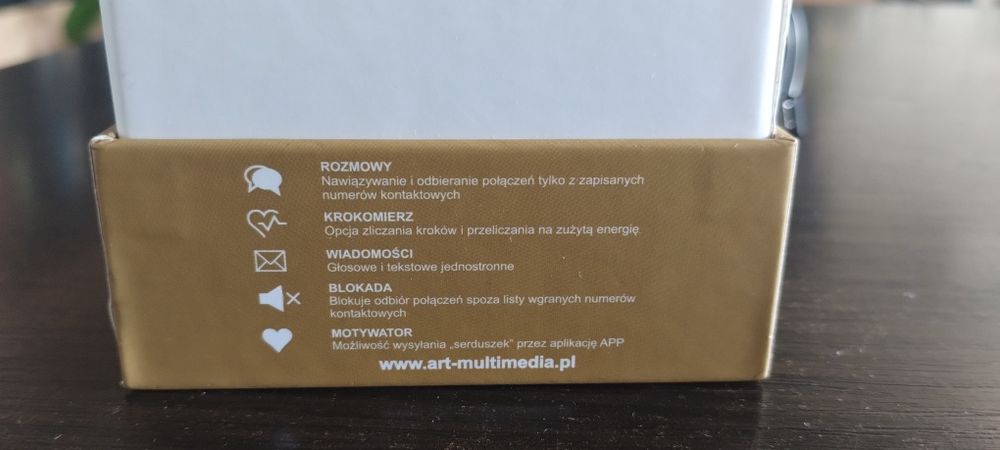 ROZMOWY
Nawiązywanie i odbieranie połączeń tylko z zapisanych
numerów kontaktowych
KROKOMIERZ
Opcja zliczania kroków i przeliczania na zużytą energię.
WIADOMOŚCI
Głosowe i tekstowe jednostronne
BLOKADA
Blokuje odbiór połączeń spoza listy wgranych numerów
kontaktowych
MOTYWATOR
Możliwość wysyłania „serduszek" przez aplikację APP
www.art-multimedia.pl